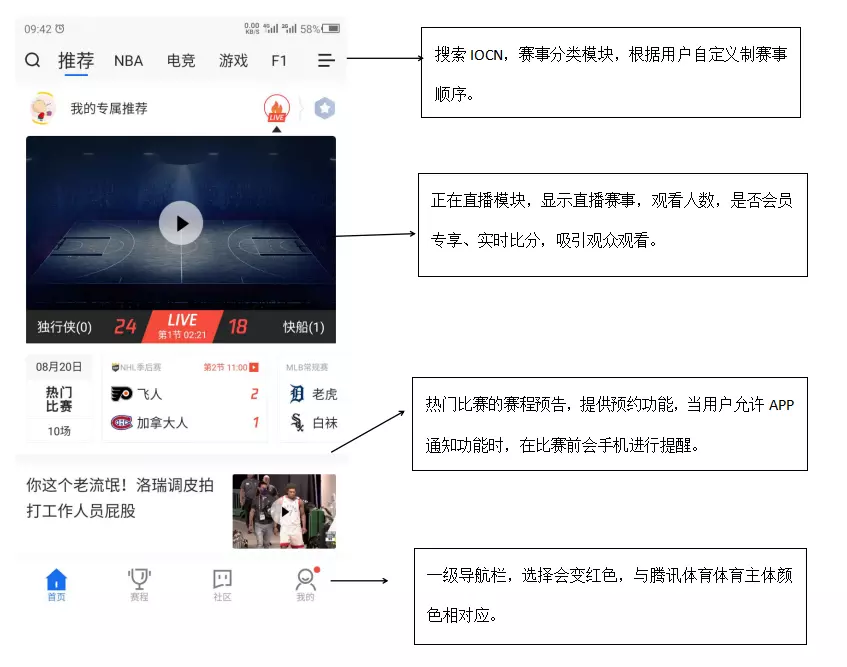 09:42 0.00 KB/S 4G 2G 58%
推荐 NBA 电竞 游戏 F1
我的专属推荐
LIVE
独行侠(0) 24 LIVE 18 快船(1)
第1节 02:21
08月20日
热门
比赛
10场
NHL季后赛 第2节 11:00
飞人 2
加拿大人 1
MLB常规赛
老虎
白袜
你这个老流氓！洛瑞调皮拍
打工作人员屁股
首页 赛程 社区 我的
搜索 IOCN，赛事分类模块，根据用户自定义制赛事
顺序。
正在直播模块，显示直播赛事，观看人数，是否会员
专享、实时比分，吸引观众观看。
热门比赛的赛程预告，提供预约功能，当用户允许 APP
通知功能时，在比赛前会手机进行提醒。
一级导航栏，选择会变红色，与腾讯体育体育主体颜
色相对应。